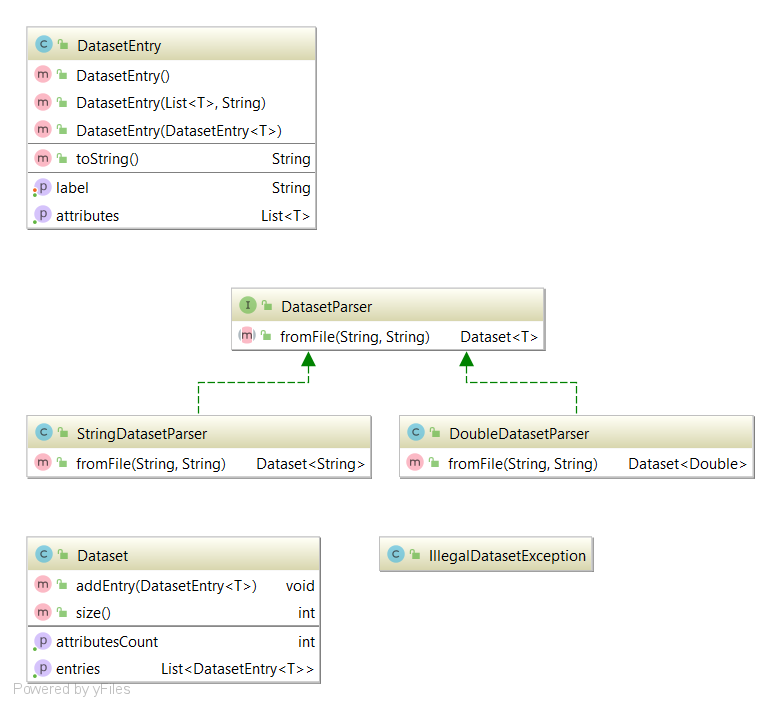 C DatasetEntry
m DatasetEntry()
m DatasetEntry(List<T>, String)
m DatasetEntry(DatasetEntry<T>)
m toString() String
p label String
p attributes List<T>
I DatasetParser
m fromFile(String, String) Dataset<T>
C StringDatasetParser
m fromFile(String, String) Dataset<String>
C DoubleDatasetParser
m fromFile(String, String) Dataset<Double>
C Dataset
m addEntry(DatasetEntry<T>) void
m size() int
p attributesCount int
p entries List<DatasetEntry<T>>
C IllegalDatasetException
Powered by yFiles